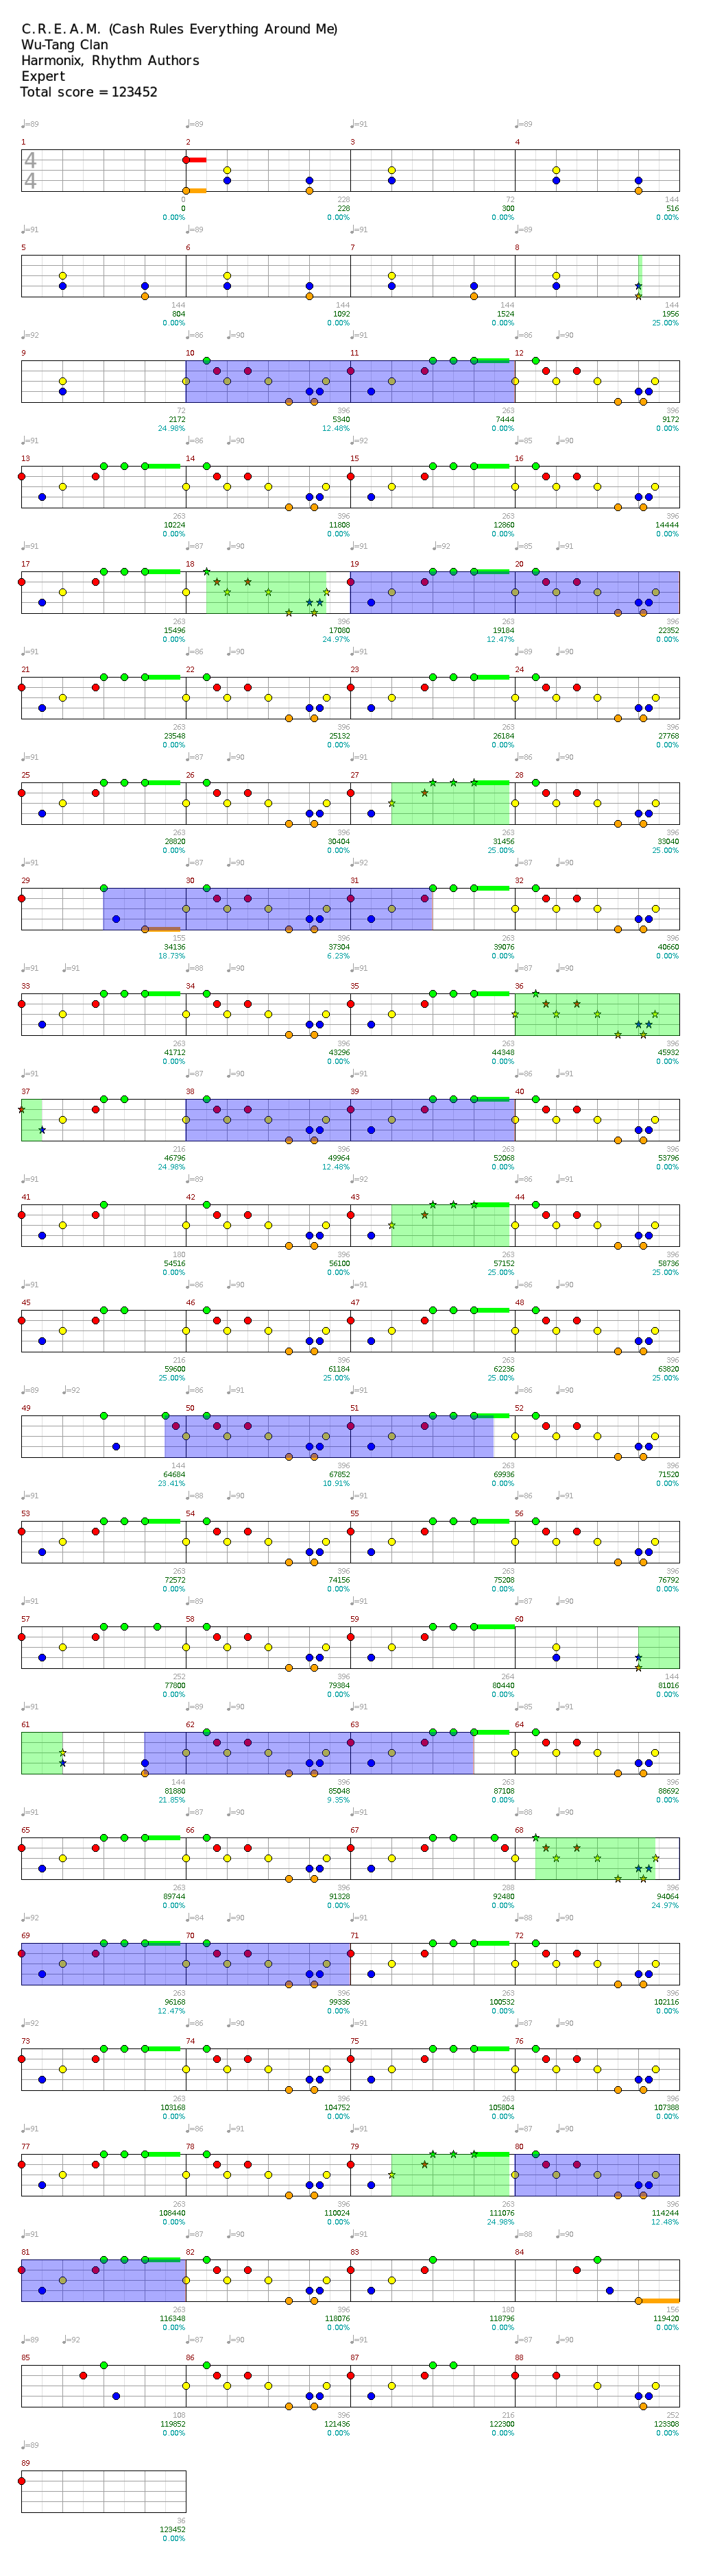 C.R.E.A.M. (Cash Rules Everything Around Me)
Wu-Tang Clan
Harmonix, Rhythm Authors
Expert
Total score = 123452
♩=89 ♩=89 ♩=91 ♩=89
1 2 3 4
4
4
0 228 72 144
0 228 300 516
0.00% 0.00% 0.00% 0.00%
♩=91 ♩=89
5 6 7 8
144 144 144 144
804 1092 1524 1956
0.00% 0.00% 0.00% 25.00%
♩=92 ♩=86 ♩=90 ♩=91 ♩=86 ♩=90
9 10 11 12
72 396 263 396
2172 5340 7444 9172
24.98% 12.48% 0.00% 0.00%
♩=91 ♩=86 ♩=90 ♩=92 ♩=85 ♩=90
13 14 15 16
263 396 263 396
10224 11808 12860 14444
0.00% 0.00% 0.00% 0.00%
♩=91 ♩=86 ♩=90 ♩=91 ♩=92 ♩=85 ♩=91
17 18 19 20
263 396 263 396
15496 17080 19184 22352
0.00% 24.97% 12.47% 0.00%
♩=91 ♩=86 ♩=90 ♩=91 ♩=89 ♩=90
21 22 23 24
263 396 263 396
23548 25132 26184 27768
0.00% 0.00% 0.00% 0.00%
♩=91 ♩=87 ♩=90 ♩=91 ♩=86 ♩=90
25 26 27 28
263 396 263 396
28820 30404 31456 33040
0.00% 0.00% 25.00% 25.00%
♩=91 ♩=87 ♩=90 ♩=92
29 30 31 32
155 396 263 396
34136 37304 39076 40660
18.73% 6.23% 0.00% 0.00%
♩=91 ♩=91 ♩=88 ♩=90 ♩=87 ♩=90
33 34 35 36
263 396 263 396
41712 43296 44348 45932
0.00% 0.00% 0.00% 0.00%
♩=91 ♩=87 ♩=90 ♩=91 ♩=86 ♩=91
37 38 39 40
216 396 263 396
46796 49964 52068 53796
24.98% 12.48% 0.00% 0.00%
♩=91 ♩=89 ♩=91 ♩=86 ♩=91
41 42 43 44
180 396 263 396
54516 56100 57152 58736
0.00% 0.00% 25.00% 25.00%
♩=91 ♩=86 ♩=90 ♩=91 ♩=86 ♩=90
45 46 47 48
216 396 263 396
59600 61184 62236 63820
25.00% 25.00% 25.00% 25.00%
♩=89 ♩=92 ♩=86 ♩=91 ♩=91 ♩=86 ♩=90
49 50 51 52
144 396 263 396
64684 67852 69936 71520
23.41% 10.91% 0.00% 0.00%
♩=91 ♩=88 ♩=90 ♩=86 ♩=91
53 54 55 56
263 396 263 396
72572 74156 75208 76792
0.00% 0.00% 0.00% 0.00%
♩=91 ♩=86 ♩=90 ♩=91 ♩=87 ♩=90
57 58 59 60
252 396 264 144
77800 79384 80440 81016
0.00% 0.00% 0.00% 0.00%
♩=91 ♩=89 ♩=91 ♩=85 ♩=91
61 62 63 64
144 396 263 396
81880 85048 87108 88692
21.85% 9.35% 0.00% 0.00%
♩=91 ♩=87 ♩=90 ♩=91 ♩=88 ♩=90
65 66 67 68
263 396 288 396
89744 91328 92480 94064
0.00% 0.00% 0.00% 24.97%
♩=92 ♩=84 ♩=90 ♩=91 ♩=88 ♩=90
69 70 71 72
263 396 263 396
96168 99336 100532 102116
12.47% 0.00% 0.00% 0.00%
♩=92 ♩=86 ♩=90 ♩=91 ♩=87 ♩=90
73 74 75 76
263 396 263 396
103168 104752 105804 107388
0.00% 0.00% 0.00% 0.00%
♩=91 ♩=86 ♩=91 ♩=91 ♩=87 ♩=90
77 78 79 80
263 396 263 396
108440 110024 111076 114244
0.00% 0.00% 24.98% 12.48%
♩=91 ♩=87 ♩=90 ♩=91 ♩=88 ♩=90
81 82 83 84
263 396 180 156
116348 118076 118796 119420
0.00% 0.00% 0.00% 0.00%
♩=89 ♩=92 ♩=87 ♩=90 ♩=91 ♩=87 ♩=90
85 86 87 88
108 396 216 252
119852 121436 122300 123308
0.00% 0.00% 0.00% 0.00%
♩=89
89
36
123452
0.00%